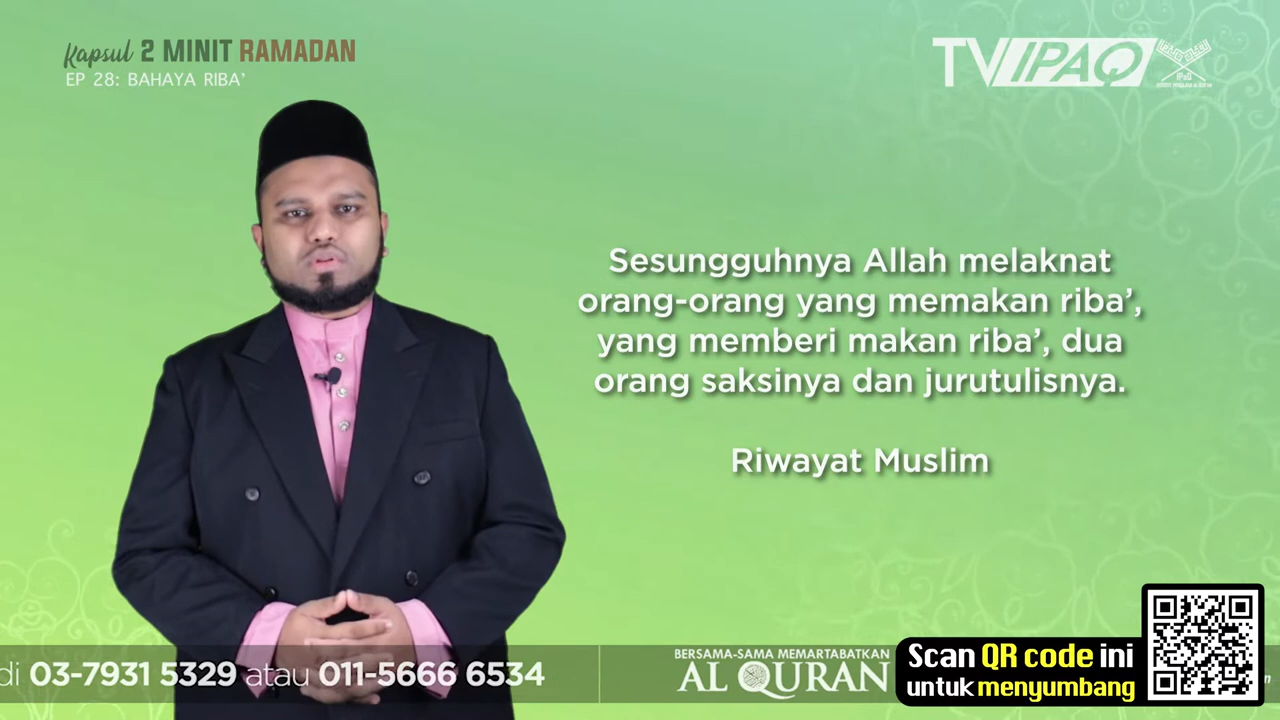 Kapsul 2 MINIT RAMADAN
EP 28: BAHAYA RIBA’
TV IPAQ
Sesungguhnya Allah melaknat
orang-orang yang memakan riba’,
yang memberi makan riba’, dua
orang saksinya dan jurutulisnya.
Riwayat Muslim
di 03-7931 5329 atau 011-5666 6534
BERSAMA-SAMA MEMARTABATKAN
AL QURAN
Scan QR code ini
untuk menyumbang